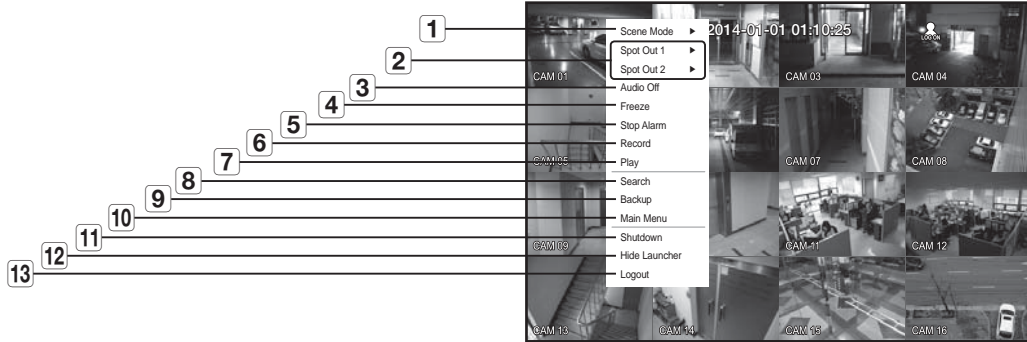 1
2
3
4
5
6
7
8
9
10
11
12
13
Scene Mode ▶
Spot Out 1 ▶
Spot Out 2 ▶
Audio Off
Freeze
Stop Alarm
Record
Play
Search
Backup
Main Menu
Shutdown
Hide Launcher
Logout
2014-01-01 01:10:25
LOG ON
CAM 01
CAM 03
CAM 04
CAM 05
CAM 07
CAM 08
CAM 09
CAM 11
CAM 12
CAM 13
CAM 14
CAM 15
CAM 16